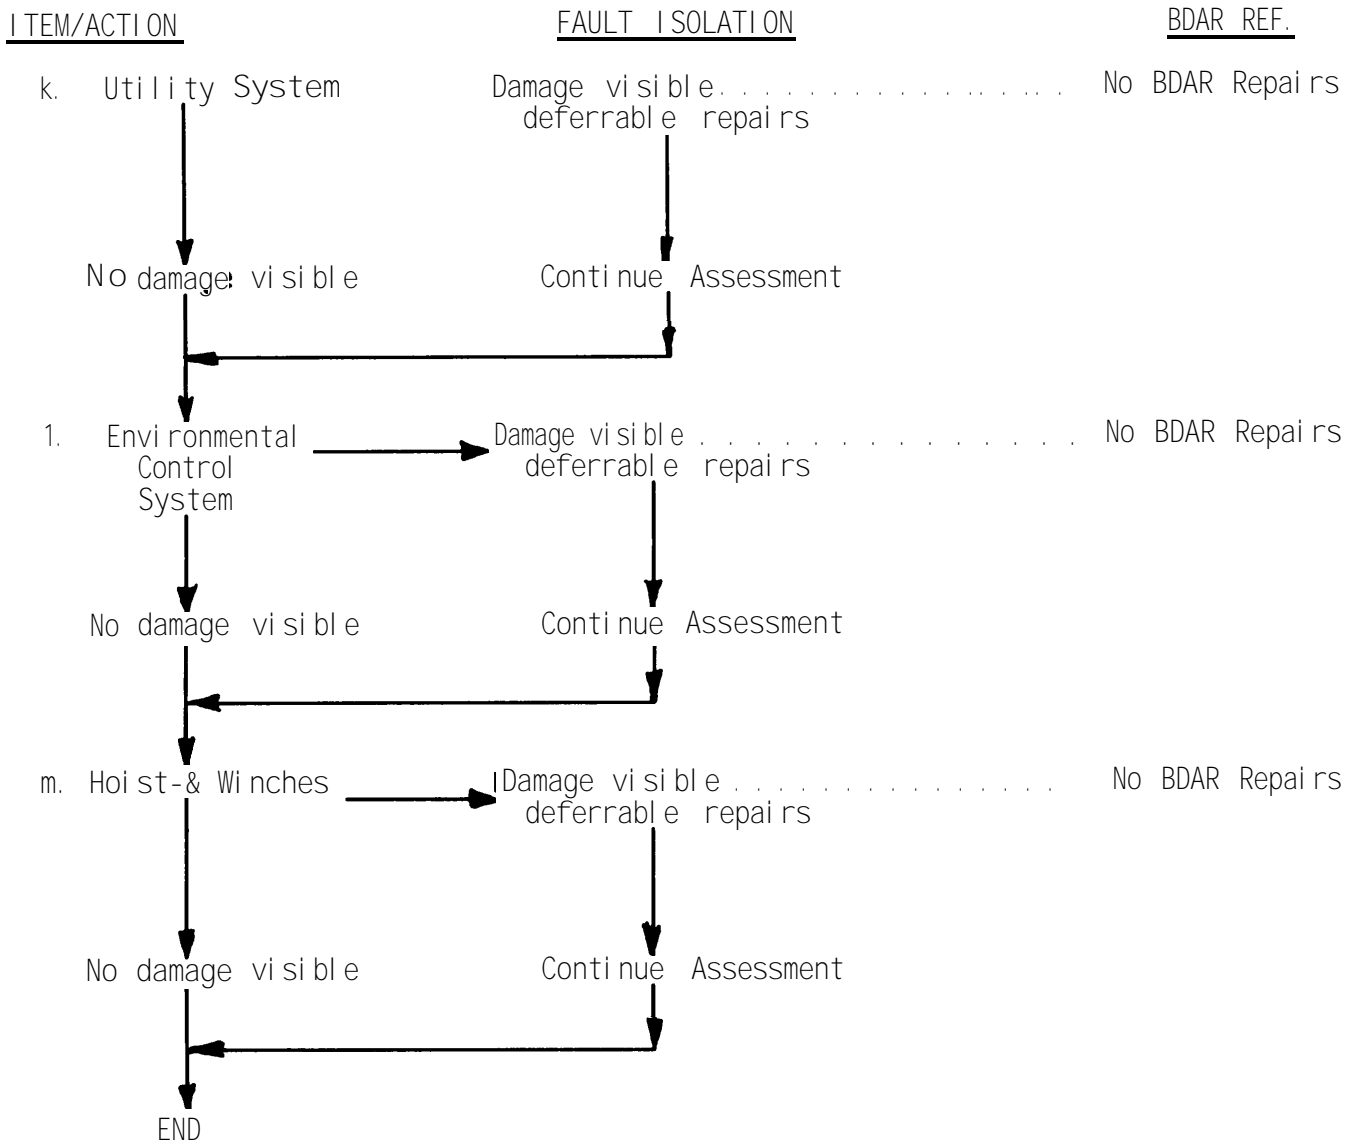 ITEM/ACTION FAULT ISOLATION BDAR REF.
k. Utility System Damage visible . . . . . . . . . . . . . . . . . . No BDAR Repairs
deferrable repairs
No damage visible Continue Assessment
1. Environmental Damage visible . . . . . . . . . . . . . . No BDAR Repairs
Control deferrable repairs
System
No damage visible Continue Assessment
m. Hoist-& Winches Damage visible . . . . . . . . . . . . . . . No BDAR Repairs
deferrable repairs
No damage visible Continue Assessment
END